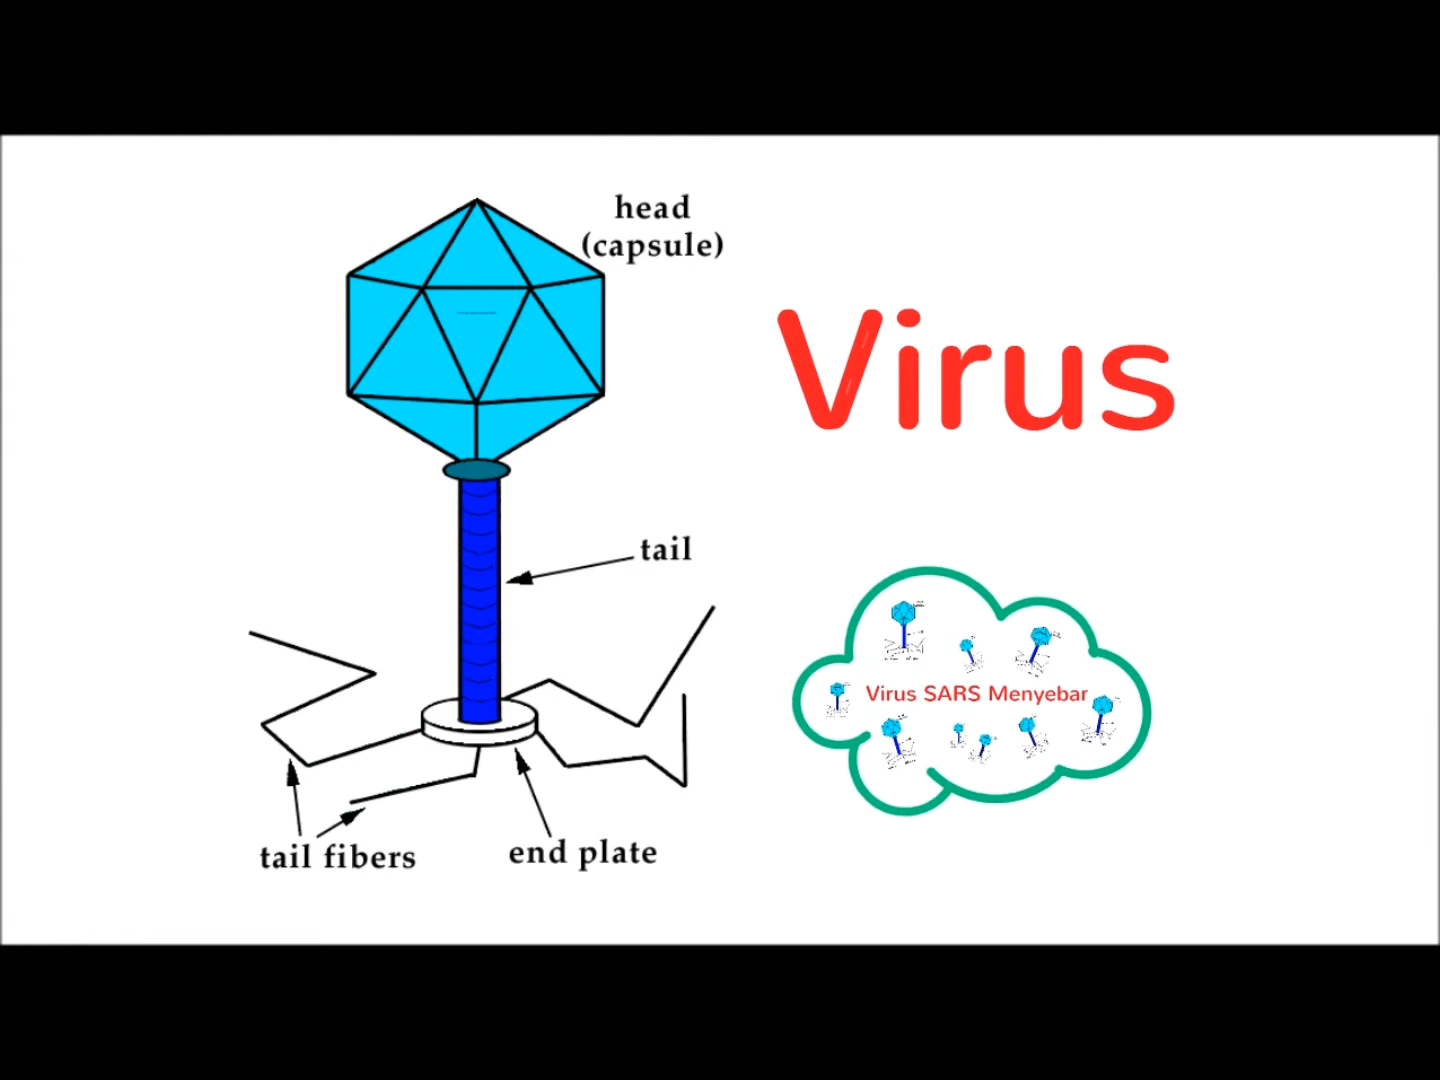 head
(capsule)
Virus
tail
Virus SARS Menyebar
tail fibers
end plate